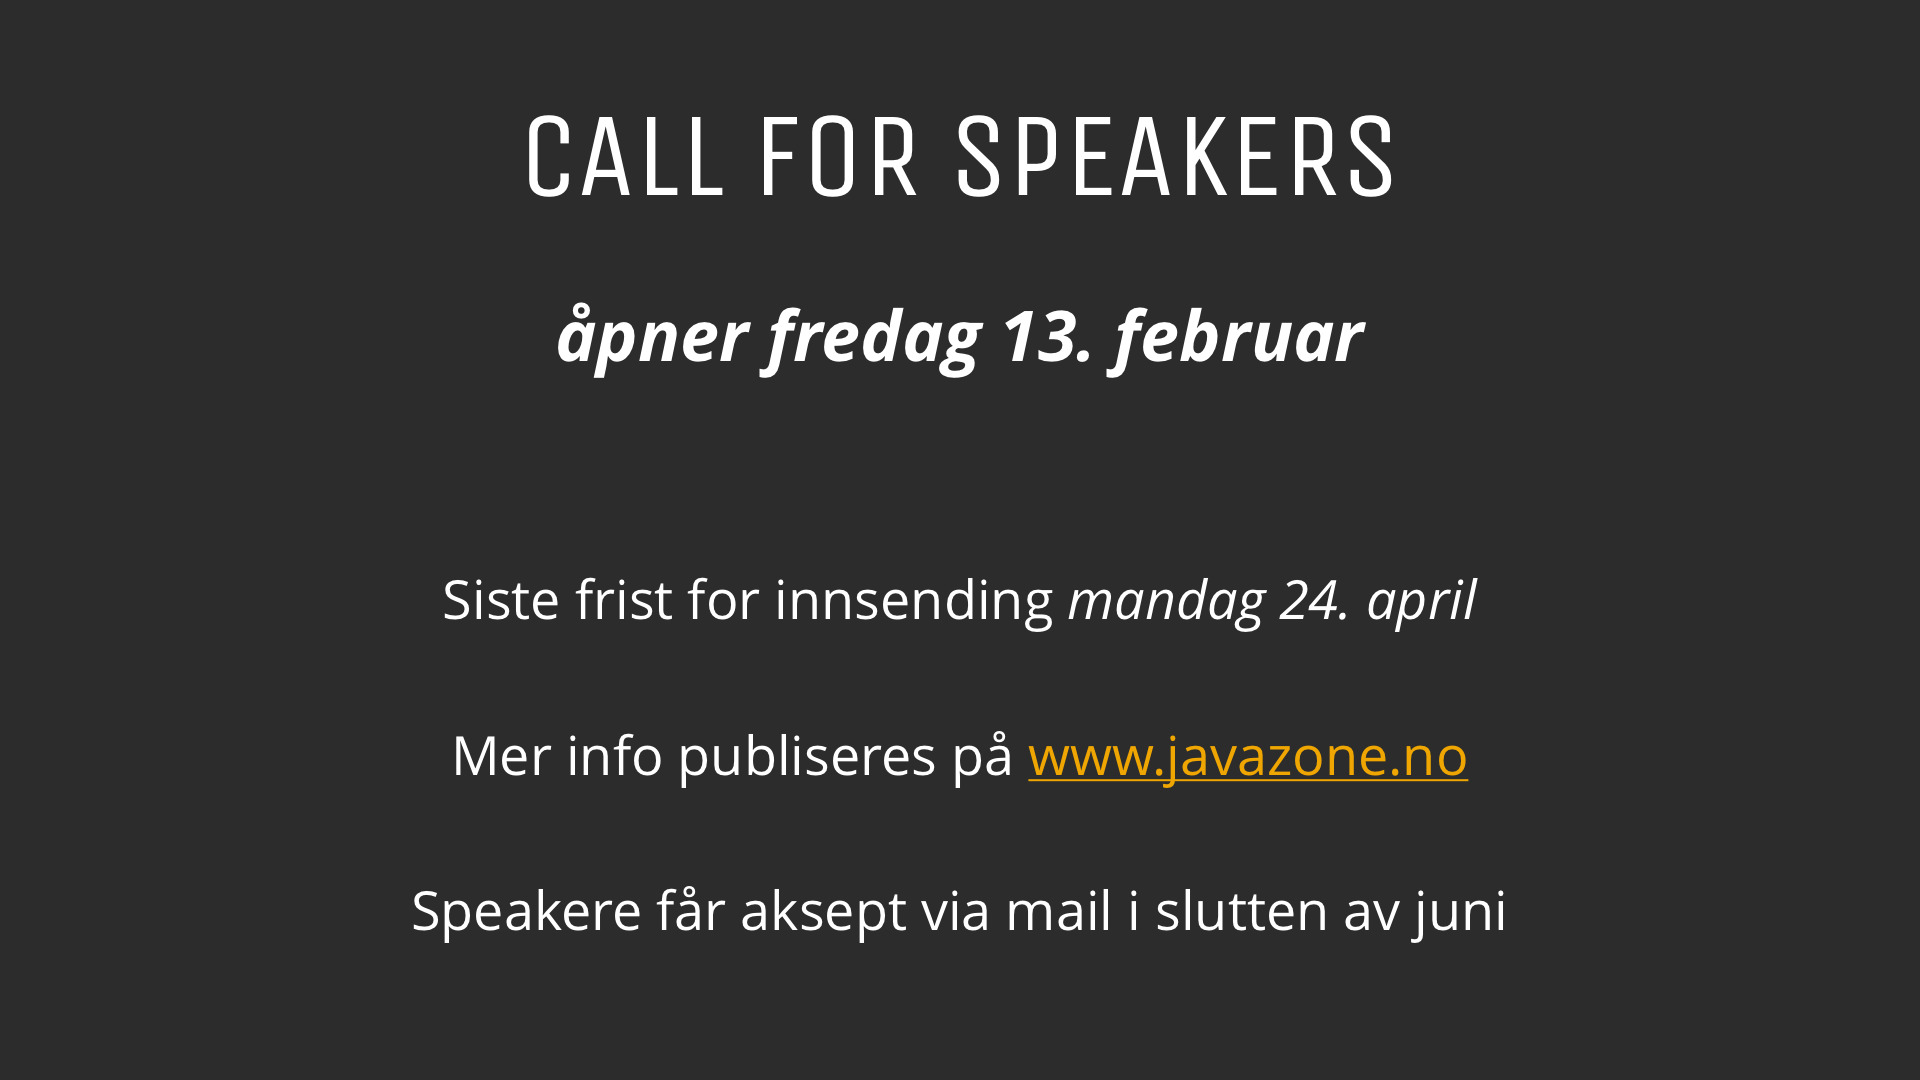 CALL FOR SPEAKERS
åpner fredag 13. februar
Siste frist for innsending mandag 24. april
Mer info publiseres på www.javazone.no
Speakere får aksept via mail i slutten av juni